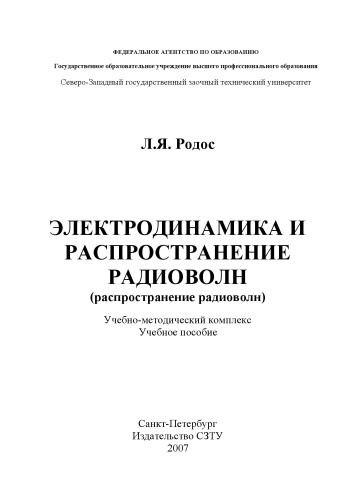 ФЕДЕРАЛЬНОЕ АГЕНТСТВО ПО ОБРАЗОВАНИЮ
Государственное образовательное учреждение высшего профессионального образования
Северо-Западный государственный заочный технический университет
Л.Я. Родос
ЭЛЕКТРОДИНАМИКА И
РАСПРОСТРАНЕНИЕ
РАДИОВОЛН
(распространение радиоволн)
Учебно-методический комплекс
Учебное пособие
Санкт-Петербург
Издательство СЗТУ
2007